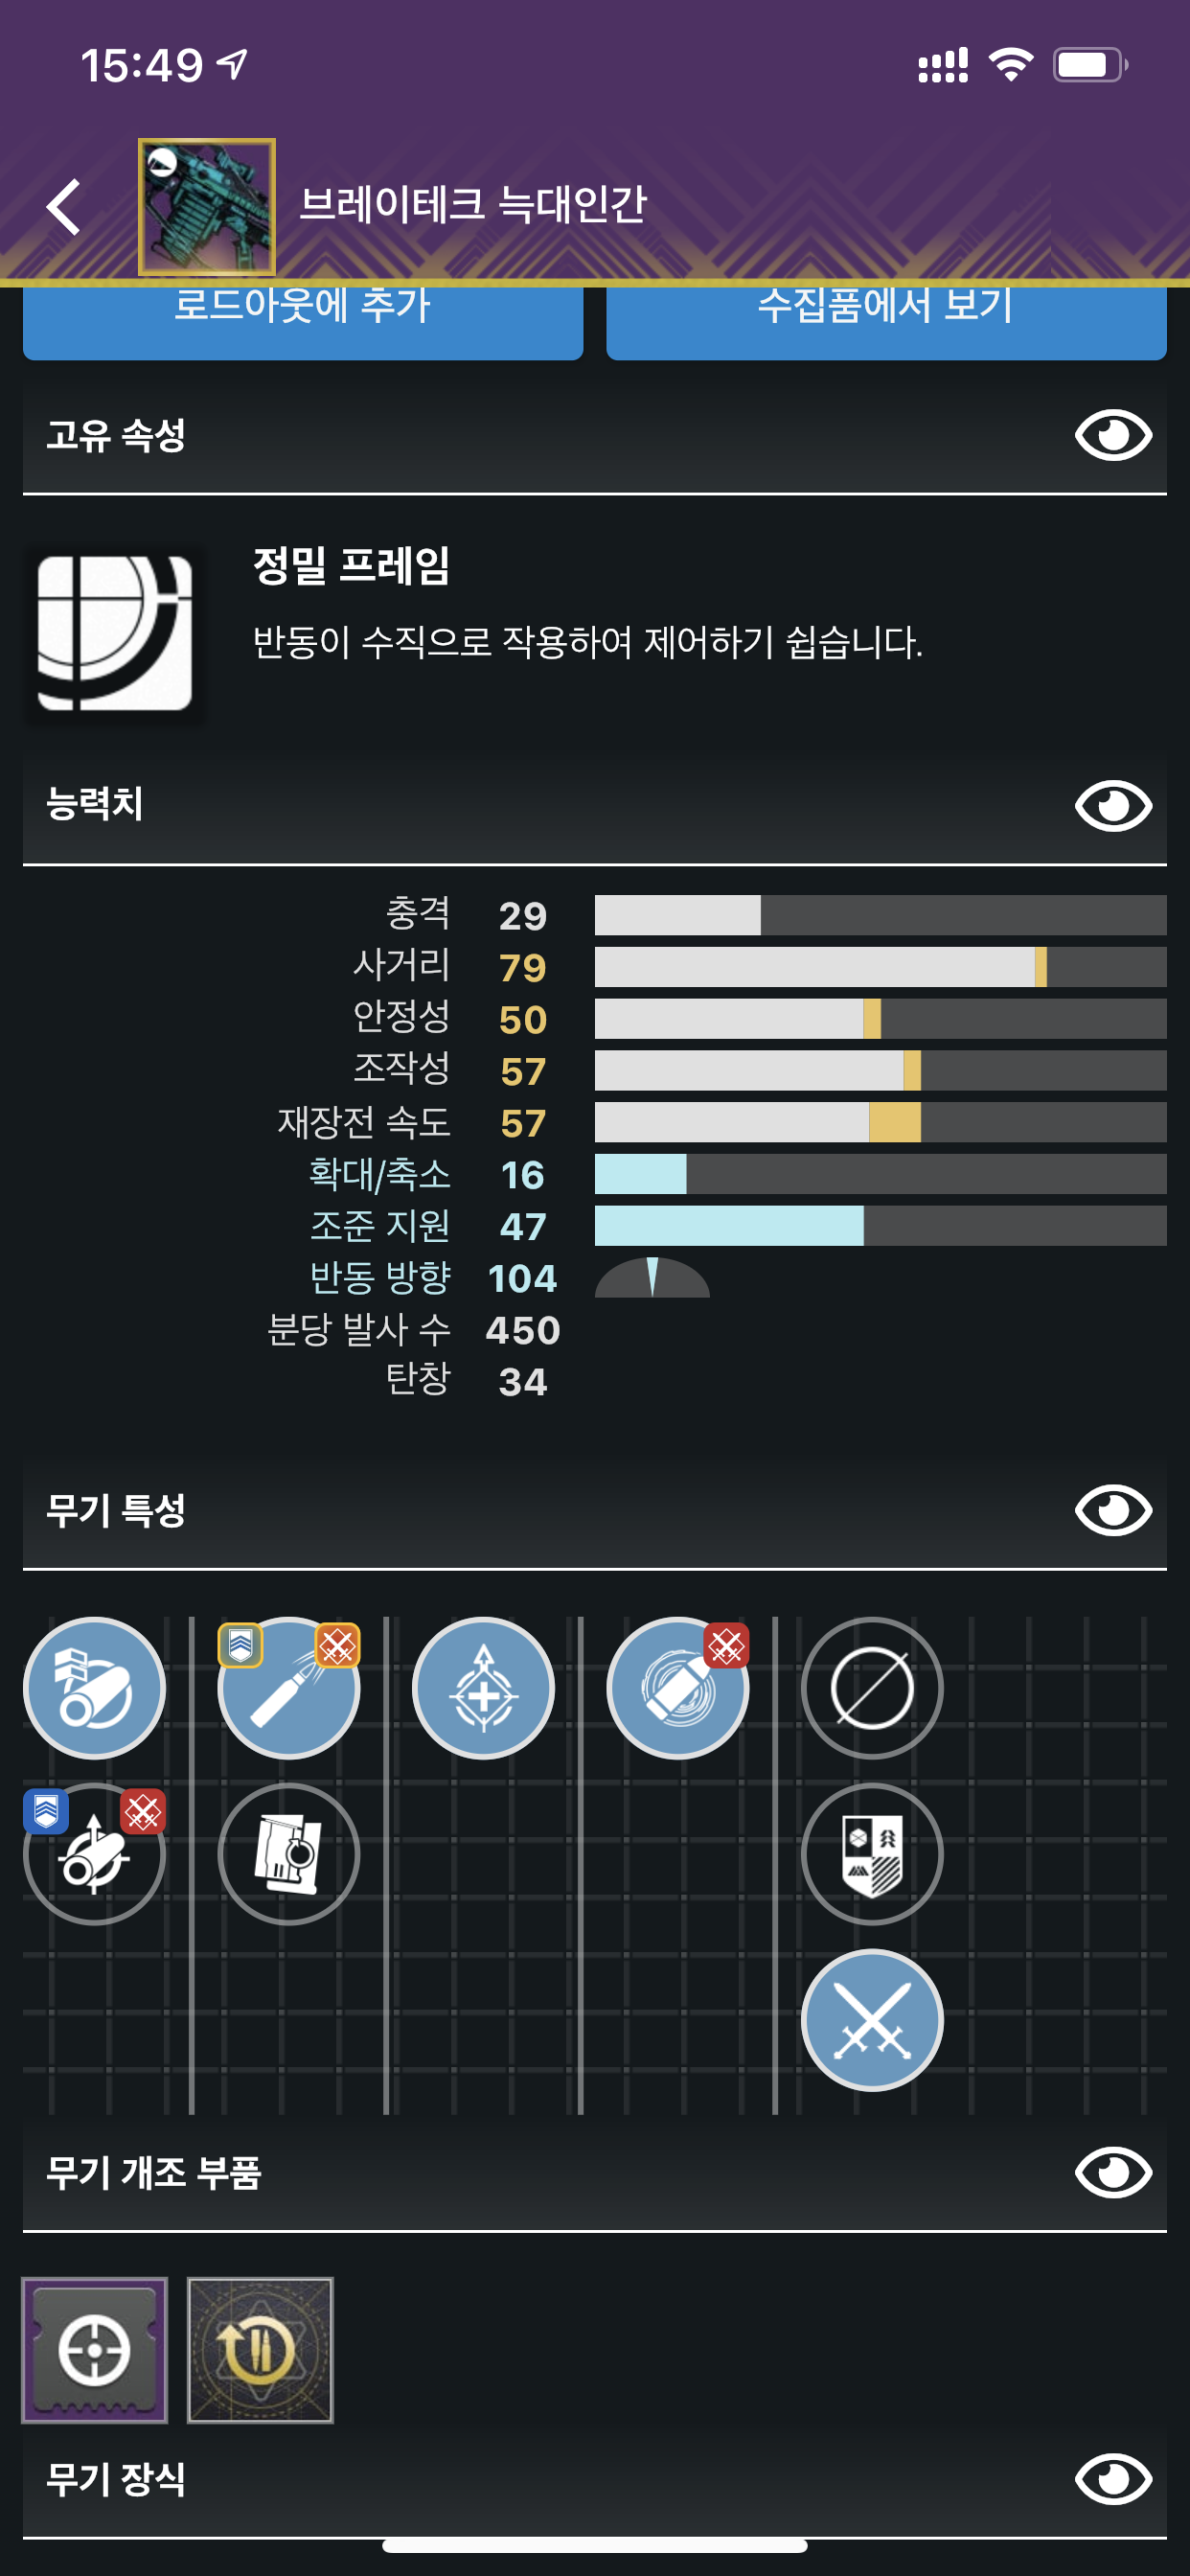 15:49
브레이테크 늑대인간
로드아웃에 추가
수집품에서 보기
고유 속성
정밀 프레임
반동이 수직으로 작용하여 제어하기 쉽습니다.
능력치
충격 29
사거리 79
안정성 50
조작성 57
재장전 속도 57
확대/축소 16
조준 지원 47
반동 방향 104
분당 발사 수 450
탄창 34
무기 특성
무기 개조 부품
무기 장식